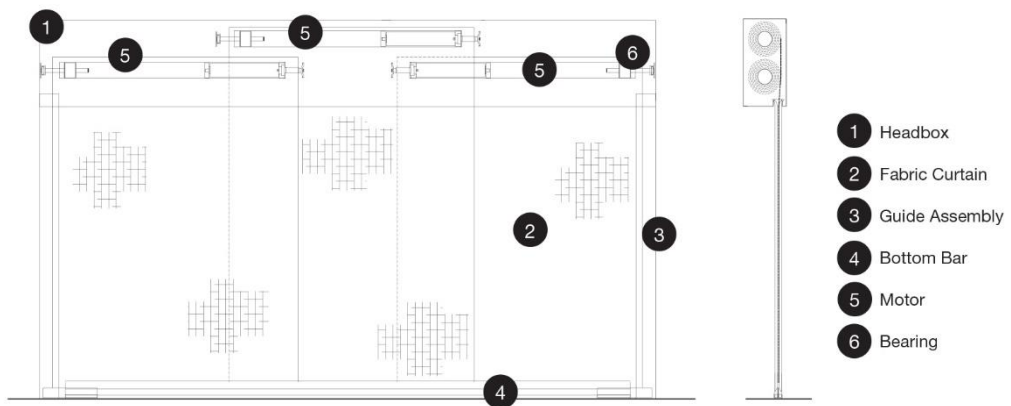 1
5
5
5
6
2
3
4
1 Headbox
2 Fabric Curtain
3 Guide Assembly
4 Bottom Bar
5 Motor
6 Bearing